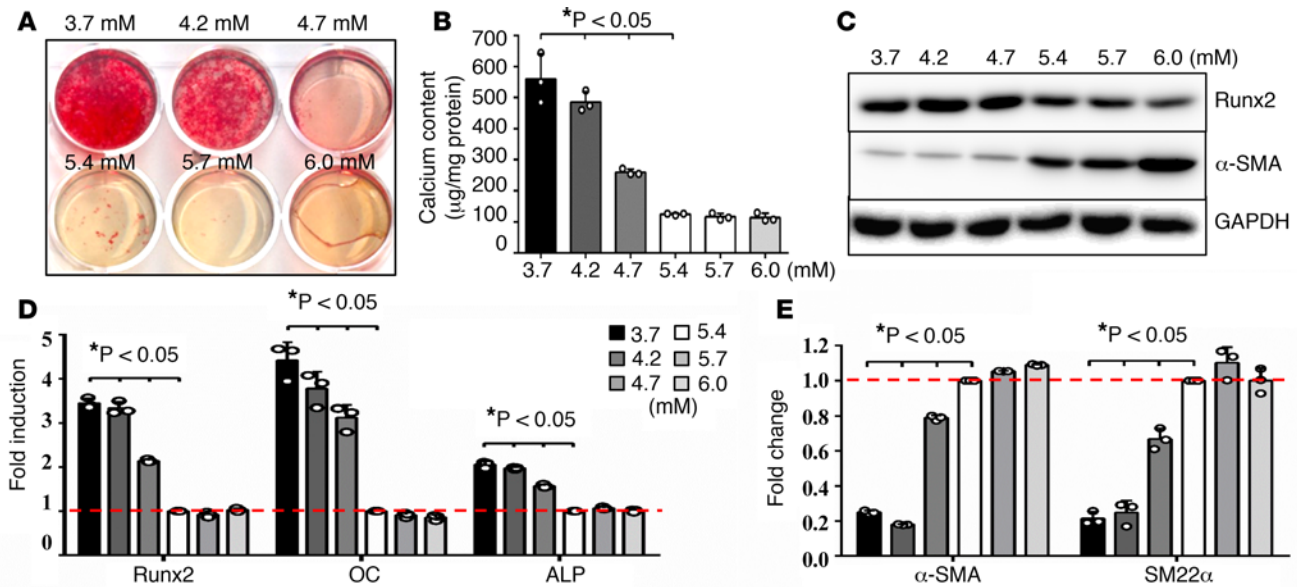 A
3.7 mM 4.2 mM 4.7 mM
5.4 mM 5.7 mM 6.0 mM
B
*P < 0.05
Calcium content
(μg/mg protein)
700
600
500
400
300
200
100
0
3.7 4.2 4.7 5.4 5.7 6.0 (mM)
C
3.7 4.2 4.7 5.4 5.7 6.0 (mM)
Runx2
α-SMA
GAPDH
D
Fold induction
5
4
3
2
1
0
*P < 0.05
*P < 0.05
*P < 0.05
3.7 5.4
4.2 5.7
4.7 6.0
(mM)
Runx2 OC ALP
E
Fold change
1.2
1.0
0.8
0.6
0.4
0.2
0.0
*P < 0.05 *P < 0.05
α-SMA SM22α